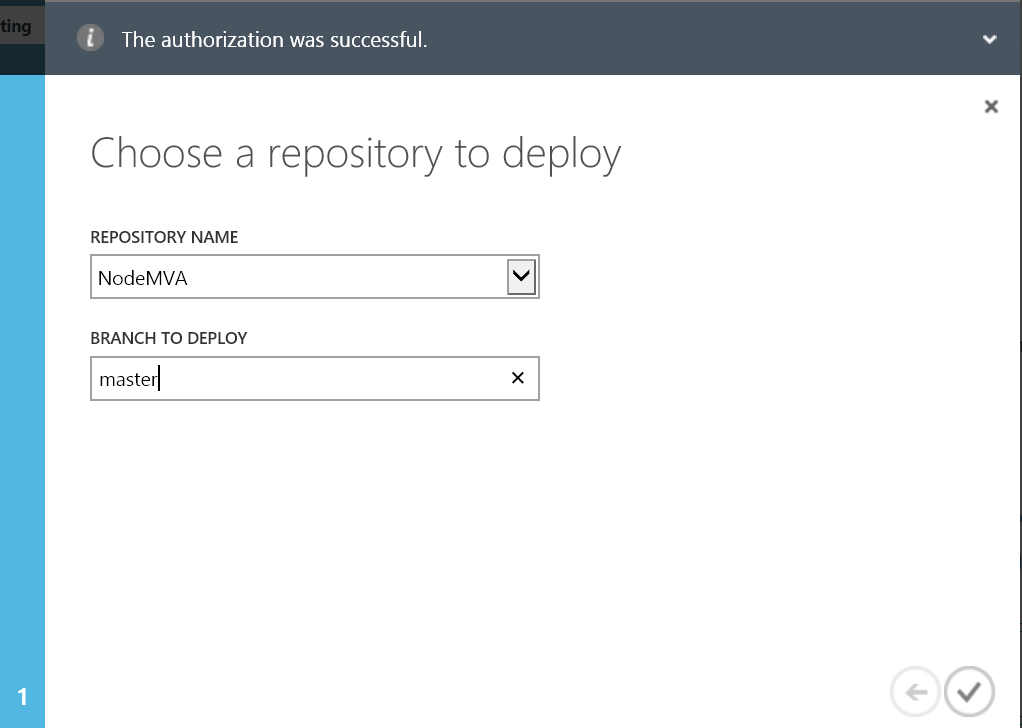 ting
The authorization was successful.
Choose a repository to deploy
REPOSITORY NAME
NodeMVA
BRANCH TO DEPLOY
master
1